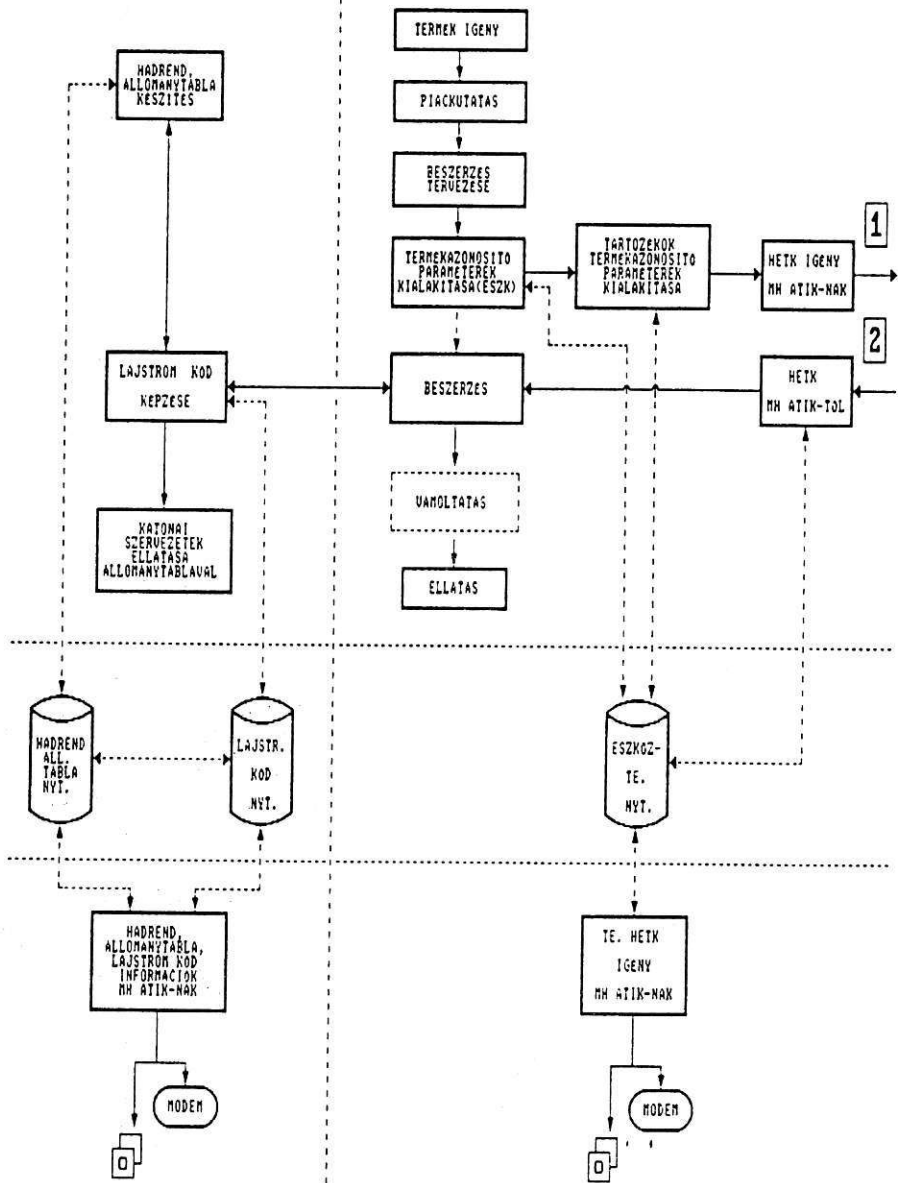 HADREND,
ALLOMANYTABLA
KESZITES
LAJSTROM KOD
KEPZESE
KATONAI
SZERVEZETEK
ELLATASA
ALLOMANYTABLAVAL
TERMEK IGENY
PIACKUTATAS
BESZERZES
TERVEZESE
TERMEKAZONOSITO
PARAMETEREK
KIALAKITASA(ESZK)
TARTOZEKOK
TERMEKAZONOSITO
PARAMETEREK
KIALAKITASA
HETK IGENY
MH ATIK-NAK
1
2
BESZERZES
HETK
MH ATIK-TOL
VAMOLTATAS
ELLATAS
HADREND
ALL.
TABLA
NYT.
LAJSTR.
KOD
NYT.
ESZKOZ-
TE.
NYT.
HADREND,
ALLOMANYTABLA,
LAJSTROM KOD
INFORMACIOK
MH ATIK-NAK
MODEM
O
TE. HETK
IGENY
MH ATIK-NAK
MODEM
O